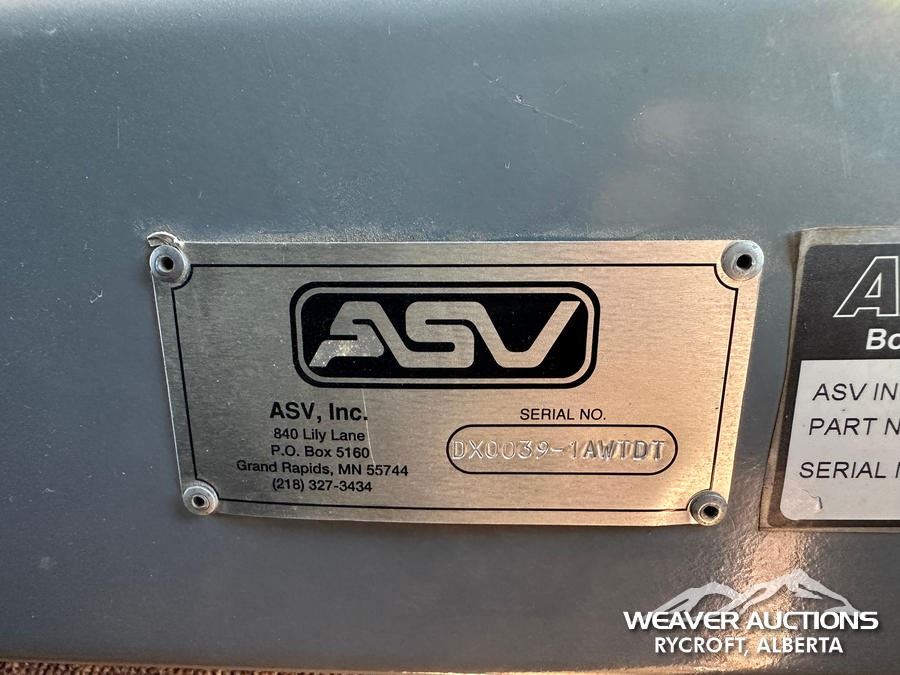 ASV
ASV, Inc.
840 Lily Lane
P.O. Box 5160
Grand Rapids, MN 55744
(218) 327-3434
SERIAL NO.
DX0039-1AWTDT
A
Bo
ASV IN
PART N
SERIAL
WEAVER AUCTIONS
RYCROFT, ALBERTA